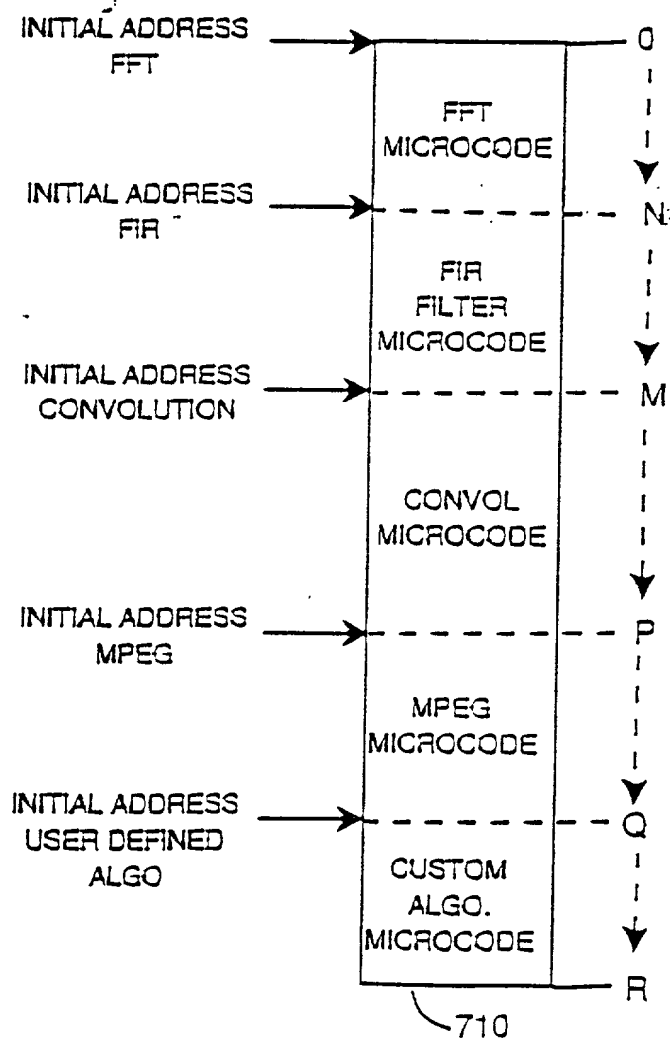 INITIAL ADDRESS
FFT
0
FFT
MICROCODE
INITIAL ADDRESS
FIR
N
FIR
FILTER
MICROCODE
INITIAL ADDRESS
CONVOLUTION
M
CONVOL
MICROCODE
INITIAL ADDRESS
MPEG
P
MPEG
MICROCODE
INITIAL ADDRESS
USER DEFINED
ALGO
Q
CUSTOM
ALGO.
MICROCODE
R
710